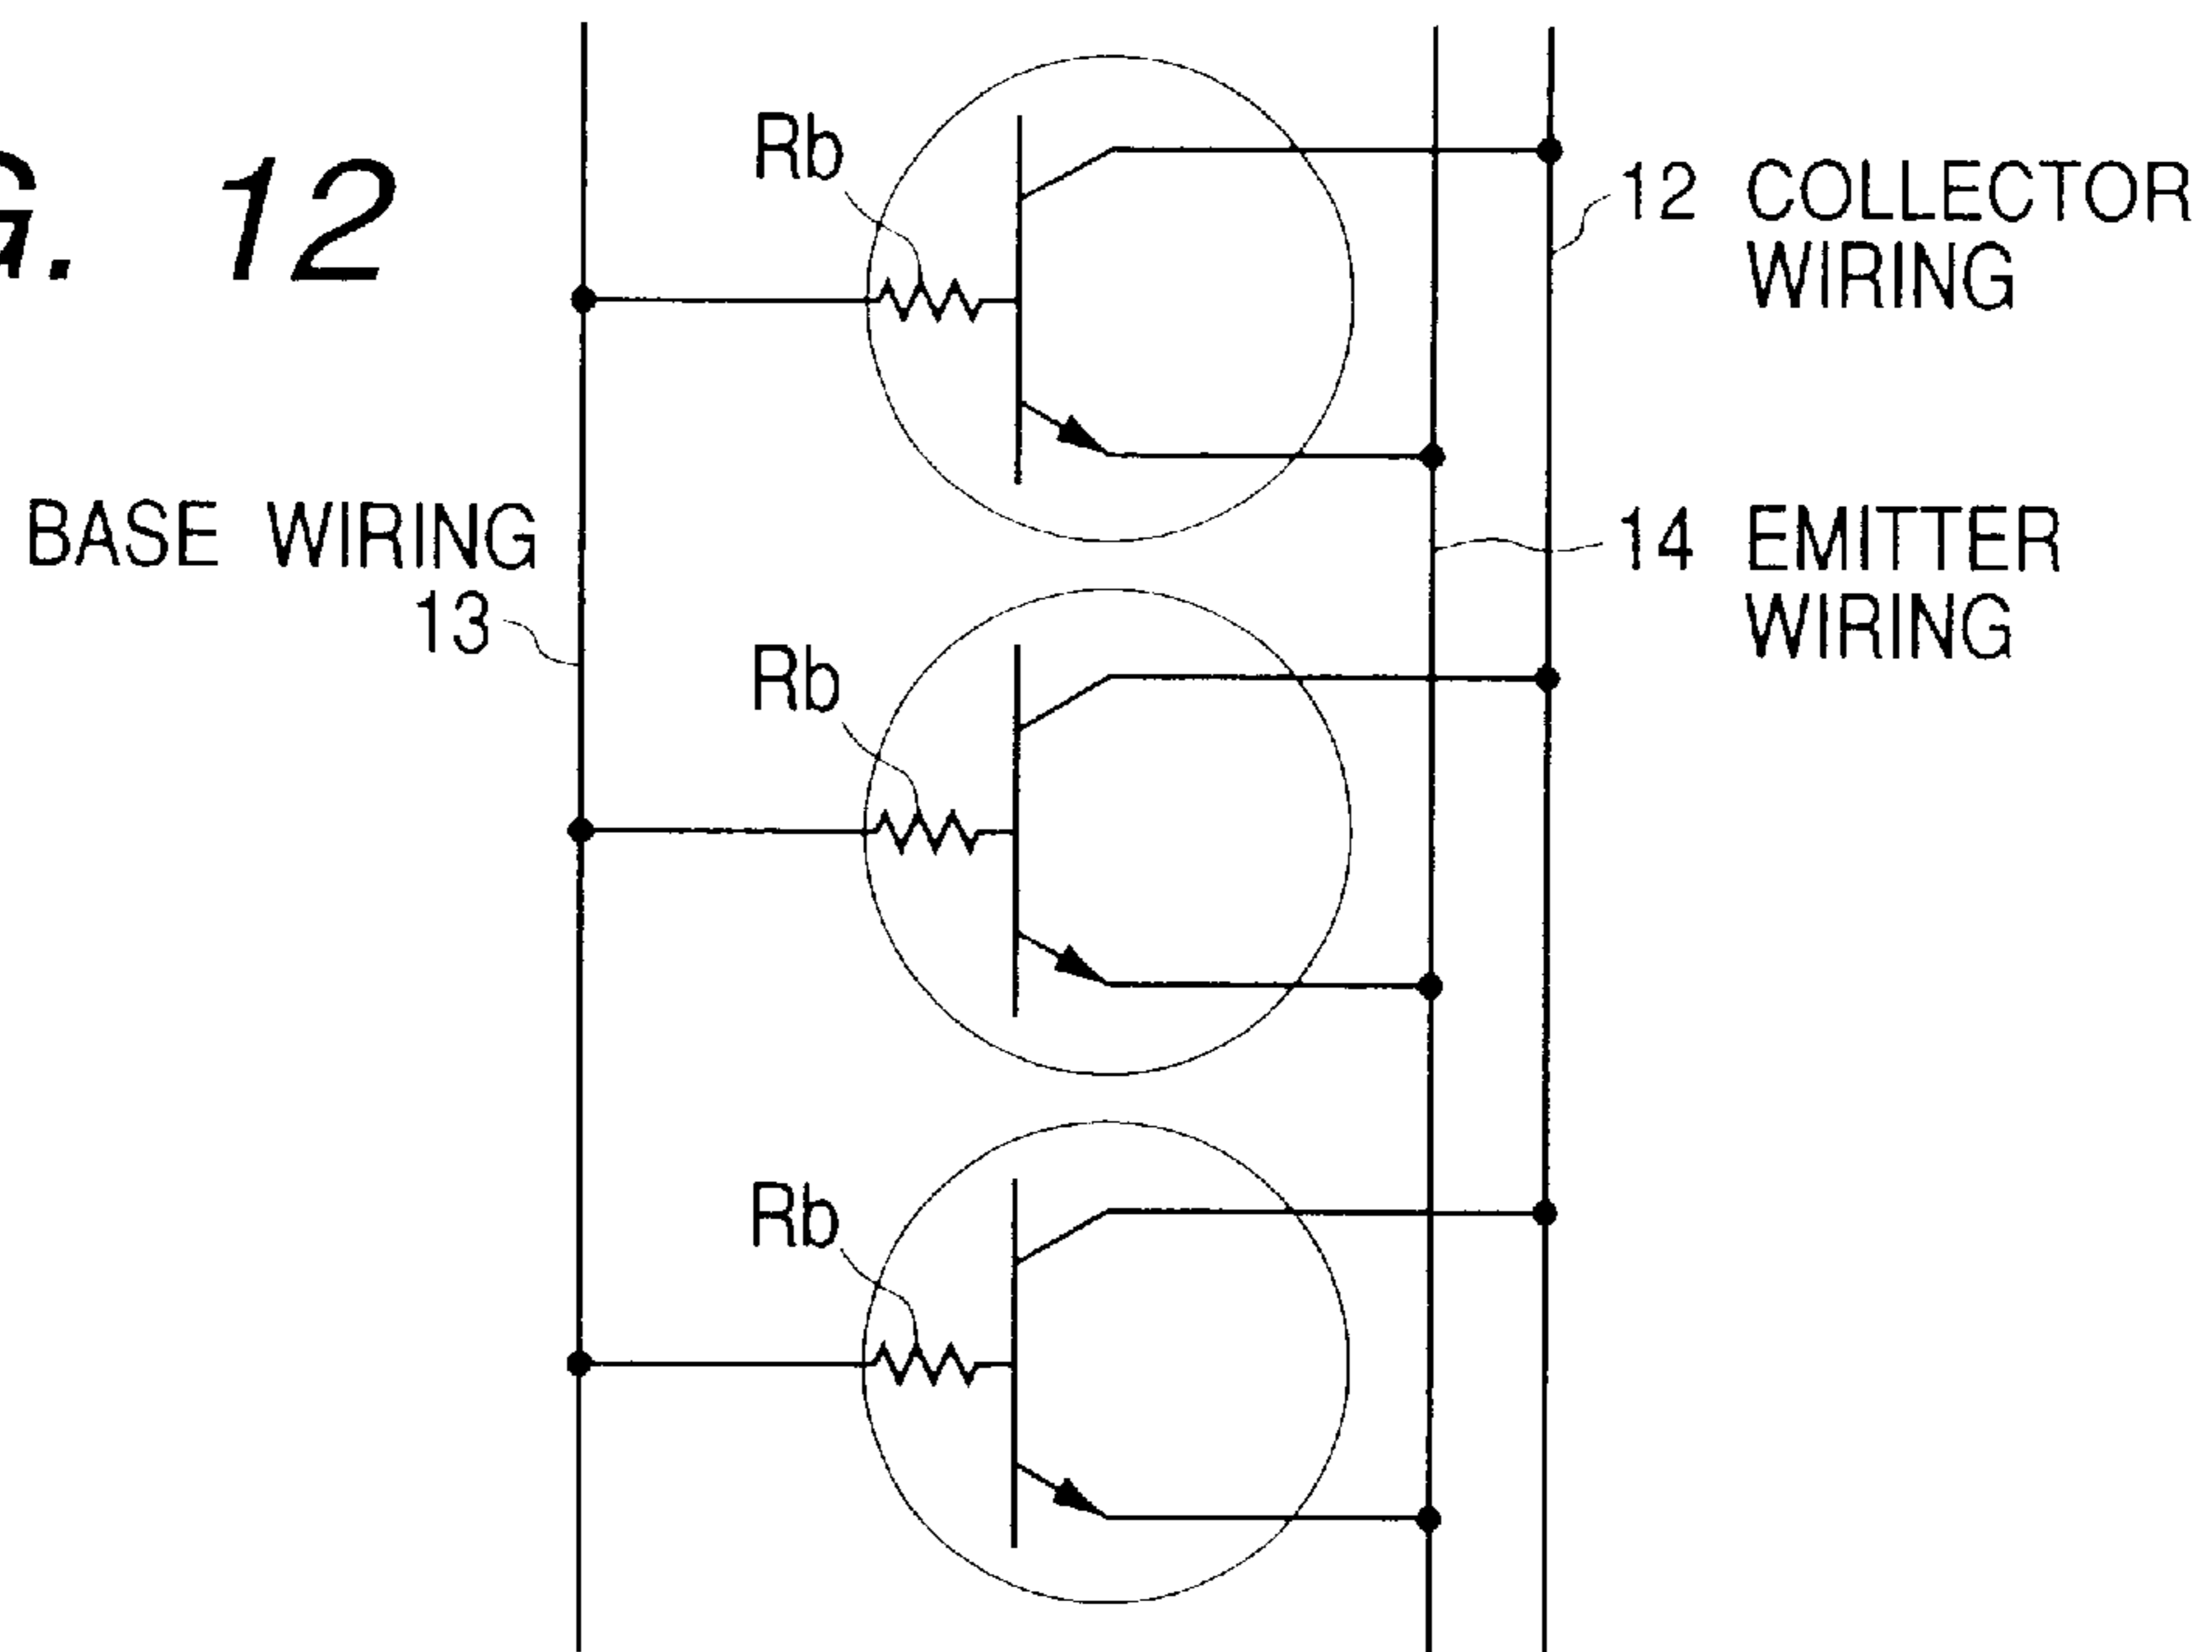 G. 12
Rb
12 COLLECTOR
WIRING
BASE WIRING
13
14 EMITTER
WIRING
Rb
Rb